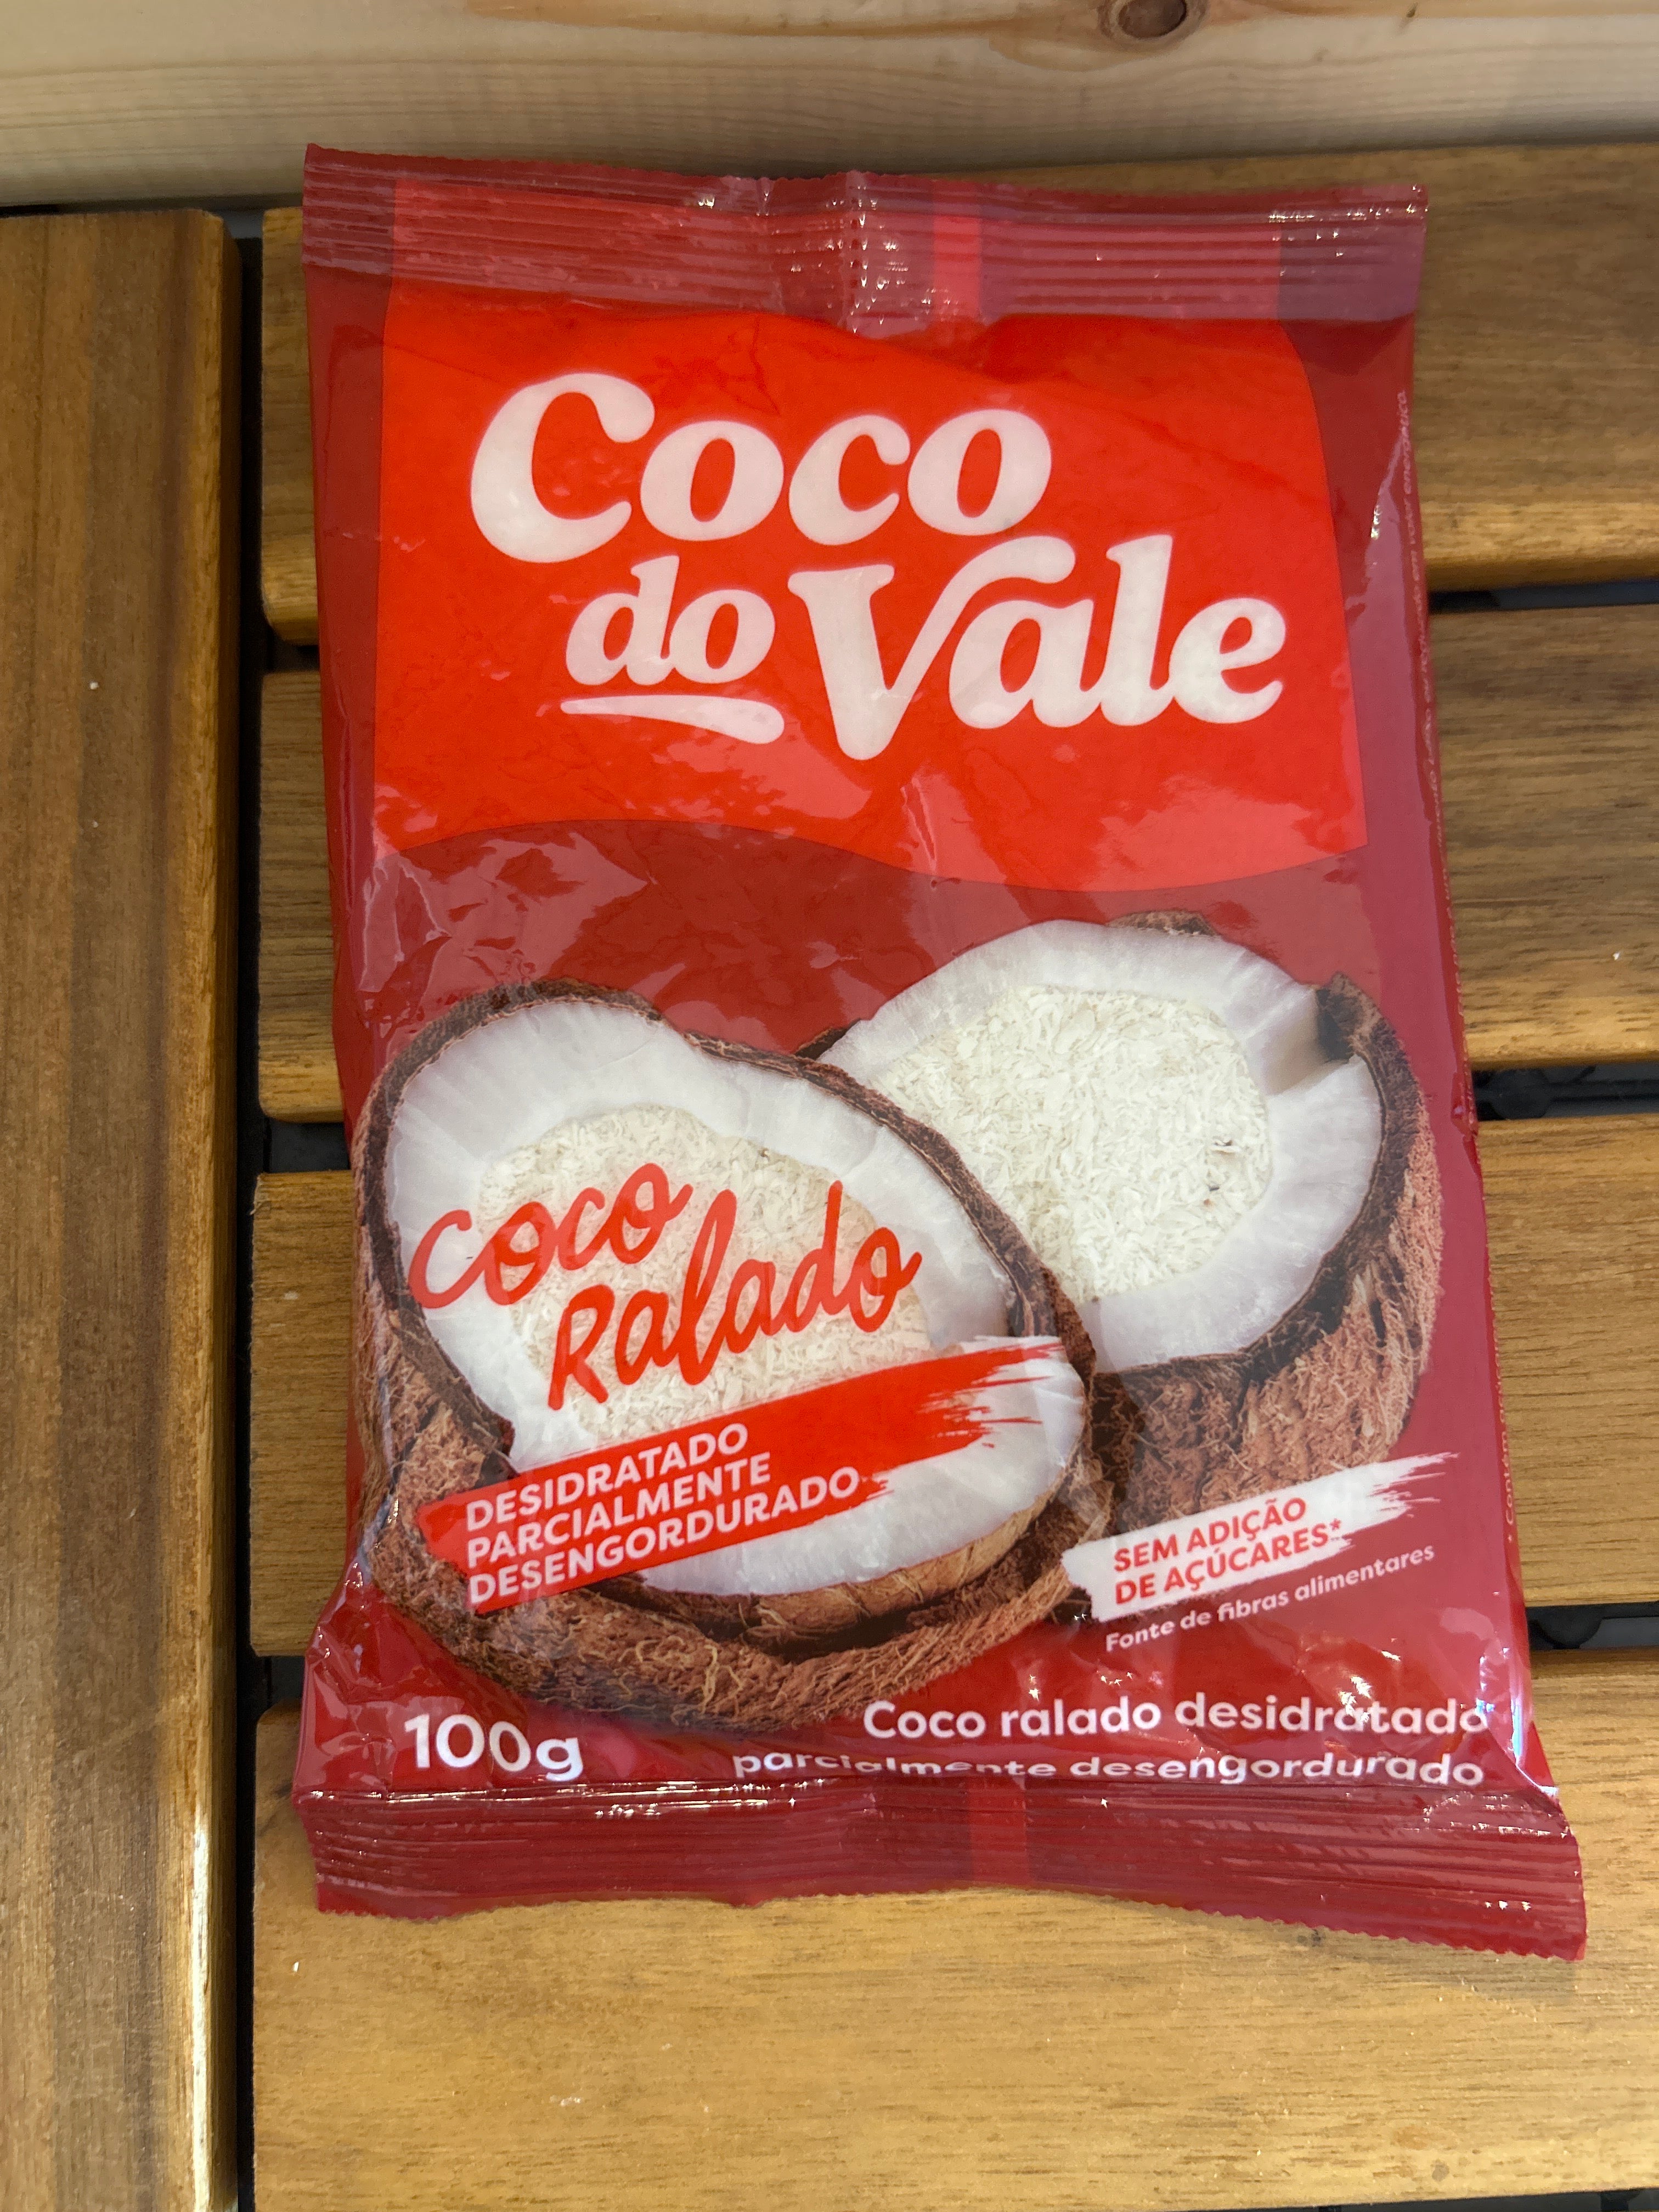 Coco
do Vale
coco
Ralado
DESIDRATADO
PARCIALMENTE
DESENGORDURADO
SEM ADIÇÃO
DE AÇÚCARES*
Fonte de fibras alimentares
100g
Coco ralado desidratado
parcialmente desengordurado